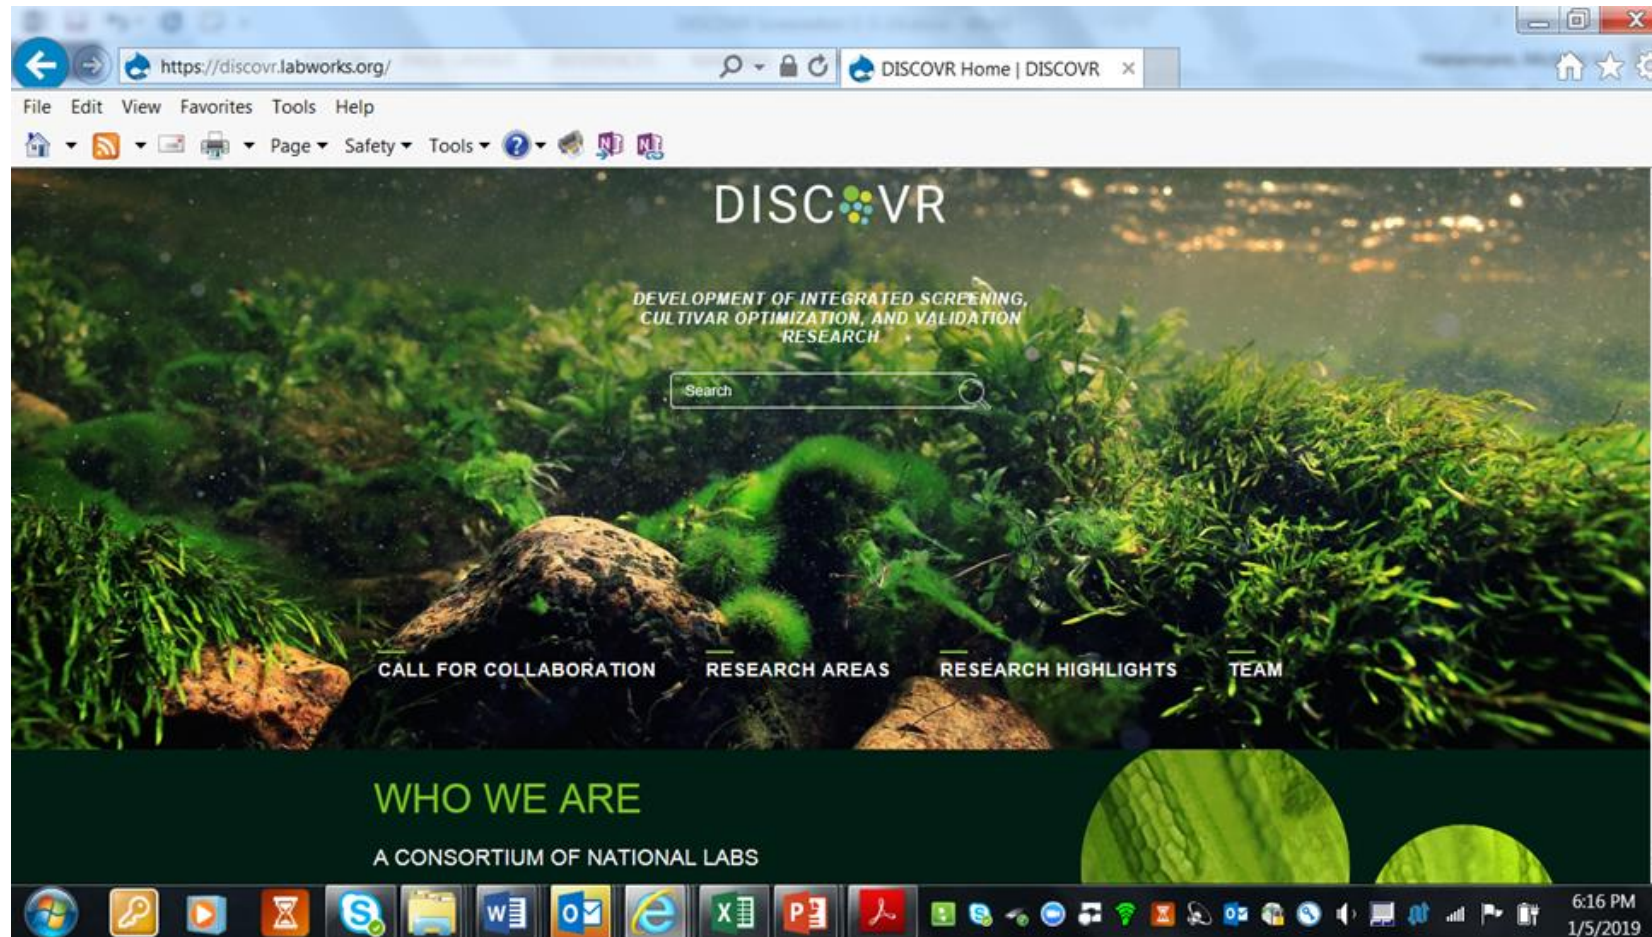 https://discovr.labworks.org/
DISCOVR Home | DISCOVR
File Edit View Favorites Tools Help
Page Safety Tools
DISCOVR
DEVELOPMENT OF INTEGRATED SCREENING,
CULTIVAR OPTIMIZATION, AND VALIDATION
RESEARCH
Search
CALL FOR COLLABORATION RESEARCH AREAS RESEARCH HIGHLIGHTS TEAM
WHO WE ARE
A CONSORTIUM OF NATIONAL LABS
6:16 PM
1/5/2019